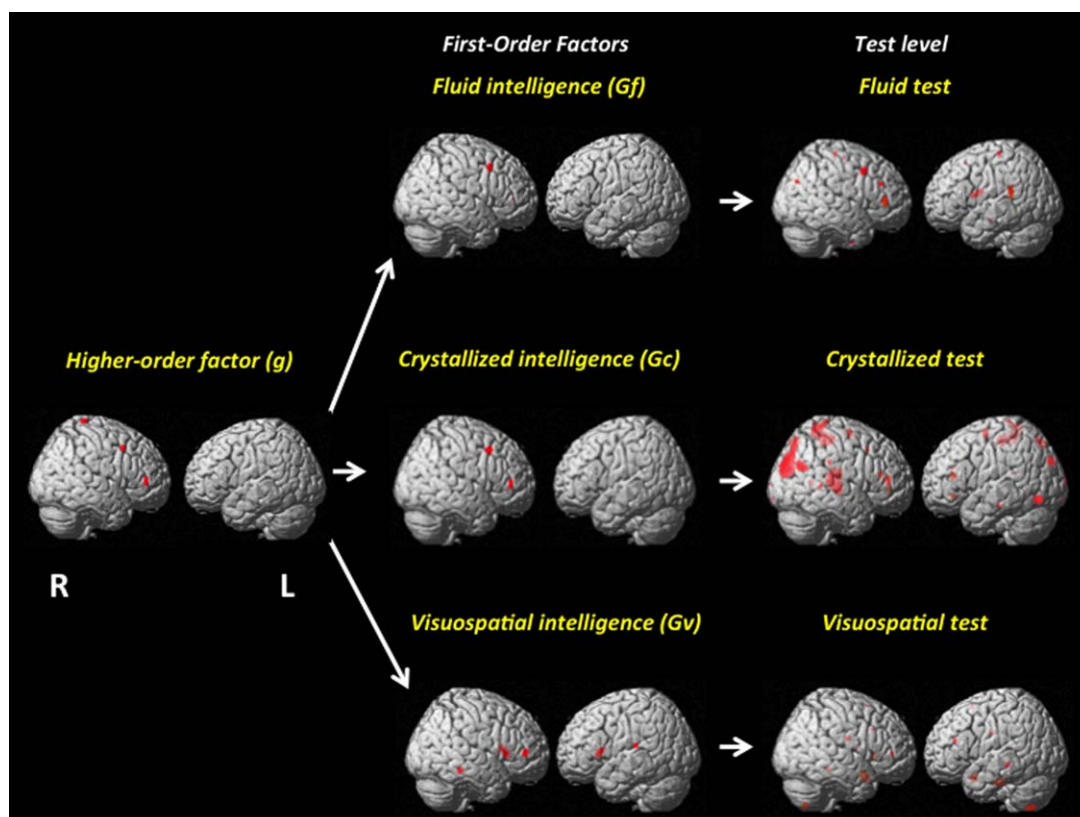 First-Order Factors
Test level
Fluid intelligence (Gf)
Fluid test
Higher-order factor (g)
Crystallized intelligence (Gc)
Crystallized test
R
L
Visuospatial intelligence (Gv)
Visuospatial test